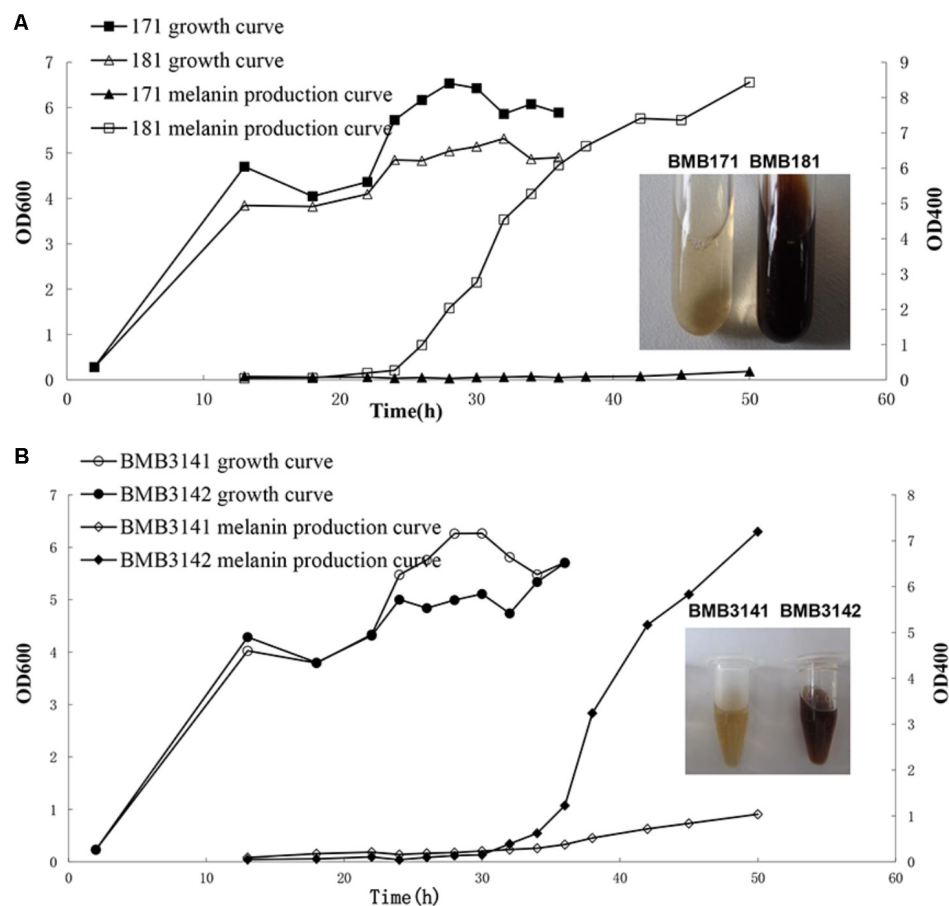 A
171 growth curve
181 growth curve
171 melanin production curve
181 melanin production curve
7
6
5
4
3
2
1
0
OD600
9
8
7
6
5
4
3
2
1
0
OD400
BMB171 BMB181
0 10 20 30 40 50 60
Time(h)
B
BMB3141 growth curve
BMB3142 growth curve
BMB3141 melanin production curve
BMB3142 melanin production curve
7
6
5
4
3
2
1
0
OD600
8
7
6
5
4
3
2
1
0
OD400
BMB3141 BMB3142
0 10 20 30 40 50 60
Time(h)